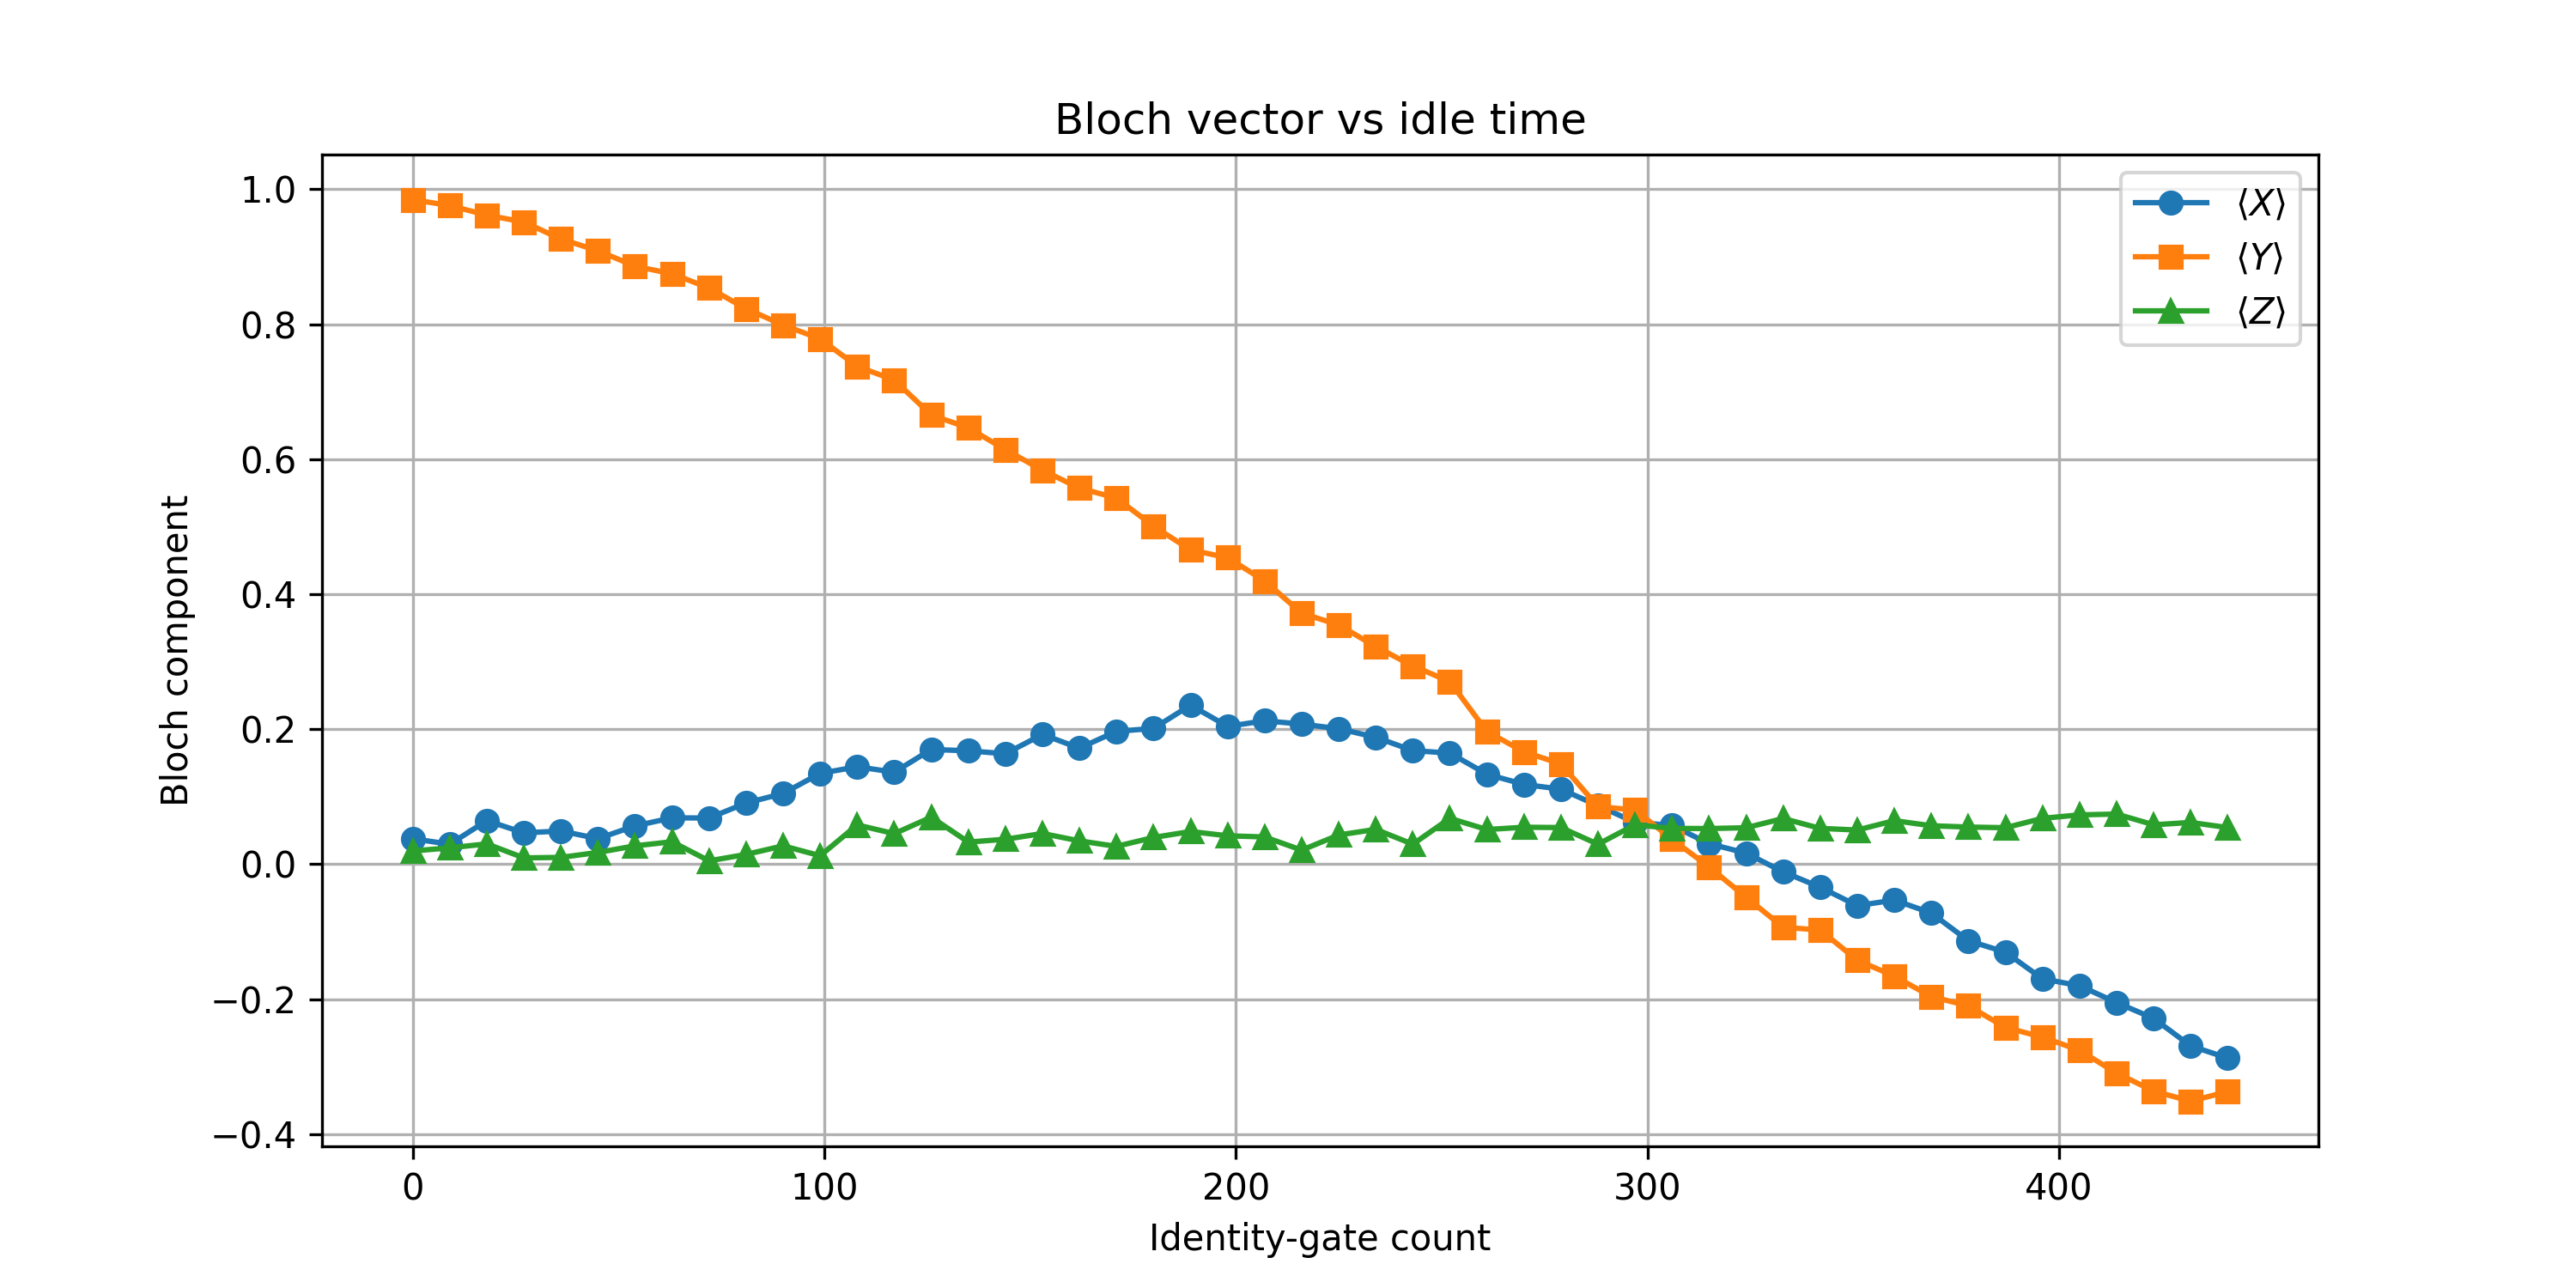 Bloch vector vs idle time
1.0
0.8
0.6
0.4
0.2
0.0
−0.2
−0.4
Bloch component
0
100
200
300
400
Identity-gate count
⟨X⟩
⟨Y⟩
⟨Z⟩